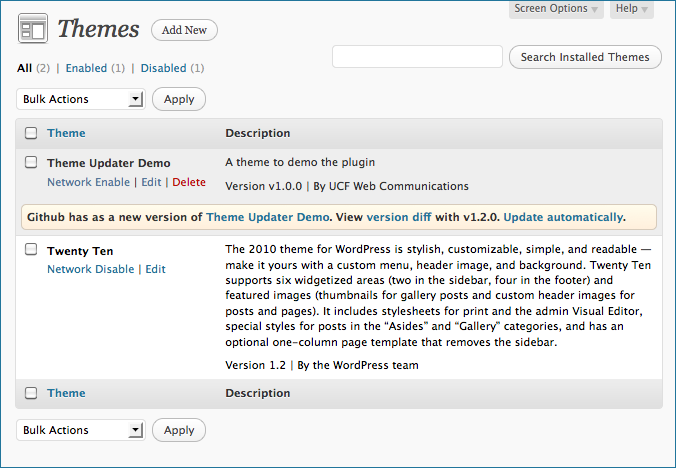 Screen Options Help
Themes Add New
Search Installed Themes
All (2) | Enabled (1) | Disabled (1)
Bulk Actions Apply
Theme Description
Theme Updater Demo A theme to demo the plugin
Network Enable | Edit | Delete Version v1.0.0 | By UCF Web Communications
Github has as a new version of Theme Updater Demo. View version diff with v1.2.0. Update automatically.
Twenty Ten The 2010 theme for WordPress is stylish, customizable, simple, and readable —
Network Disable | Edit make it yours with a custom menu, header image, and background. Twenty Ten
supports six widgetized areas (two in the sidebar, four in the footer) and
featured images (thumbnails for gallery posts and custom header images for
posts and pages). It includes stylesheets for print and the admin Visual Editor,
special styles for posts in the “Asides” and “Gallery” categories, and has an
optional one-column page template that removes the sidebar.
Version 1.2 | By the WordPress team
Theme Description
Bulk Actions Apply